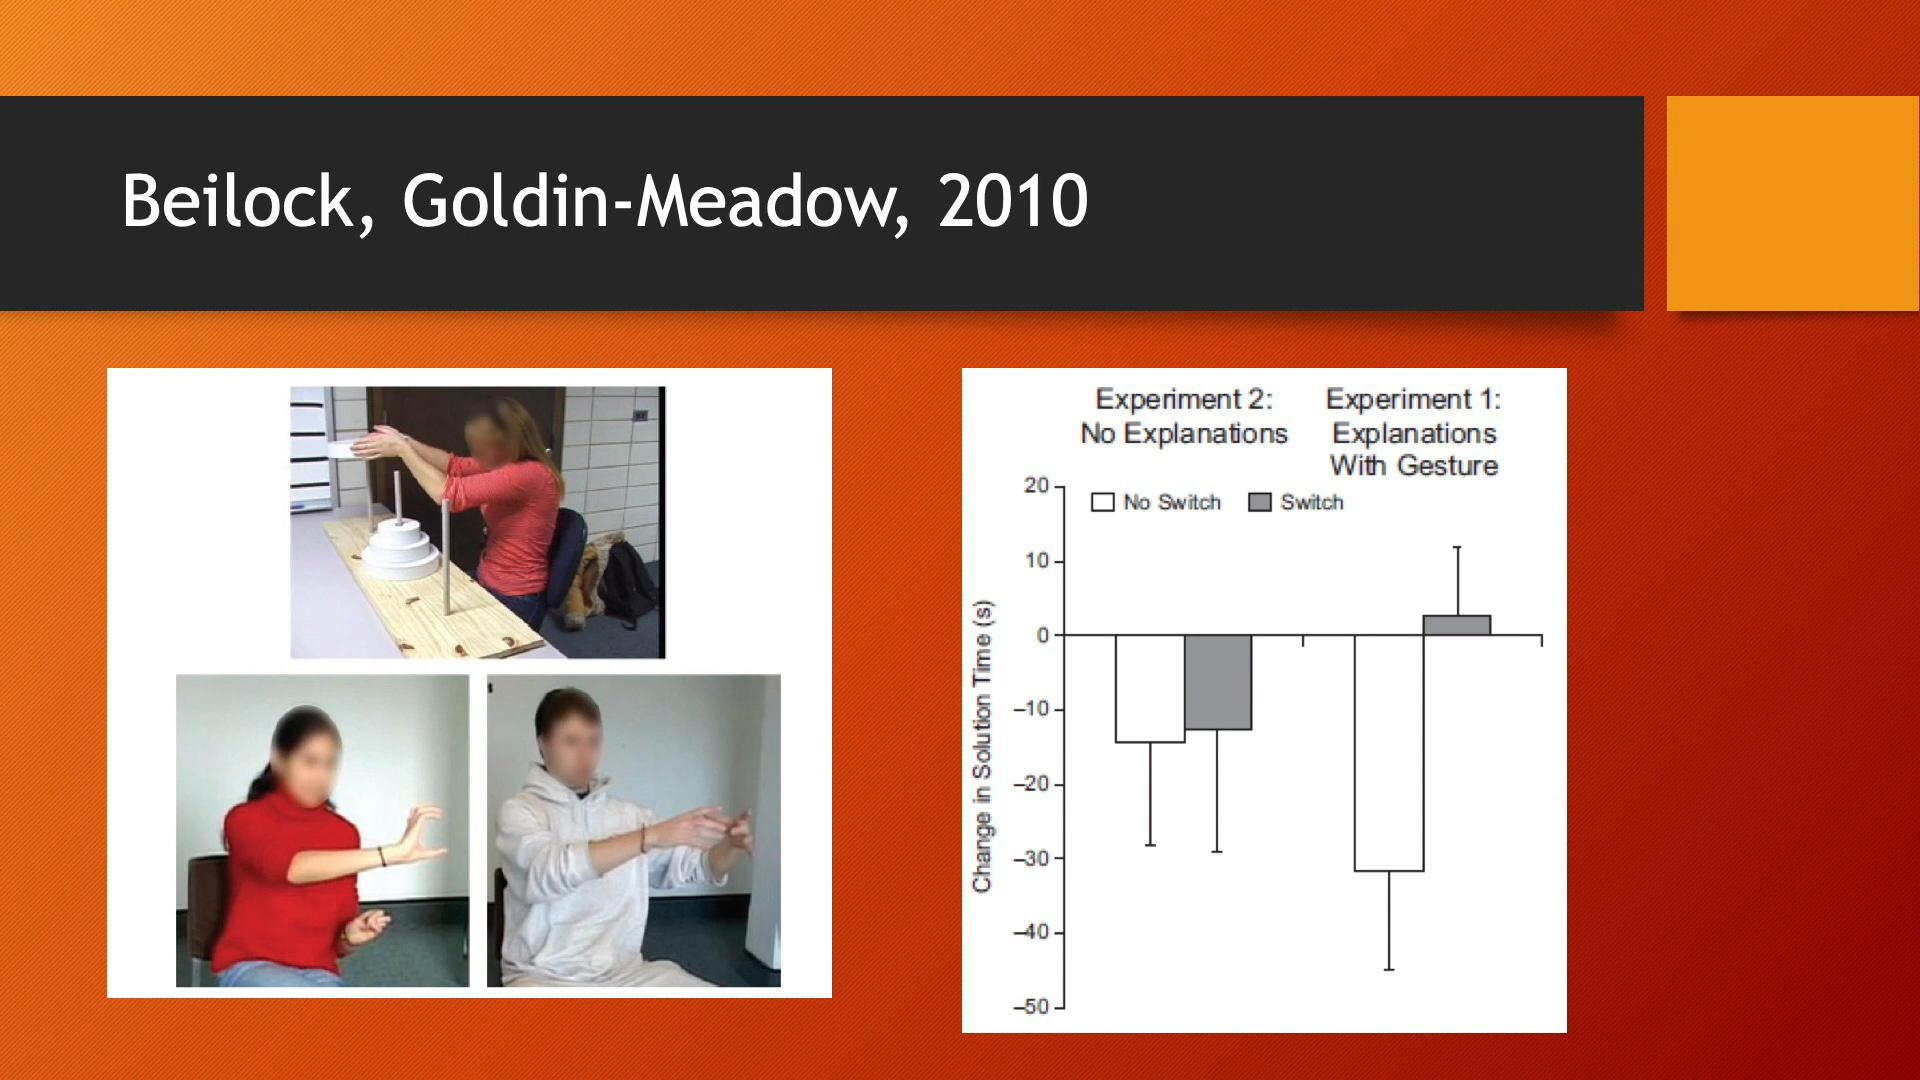 Beilock, Goldin-Meadow, 2010
Experiment 2:
No Explanations
Experiment 1:
Explanations
With Gesture
No Switch
Switch
Change in Solution Time (s)
20
10
0
–10
–20
–30
–40
–50